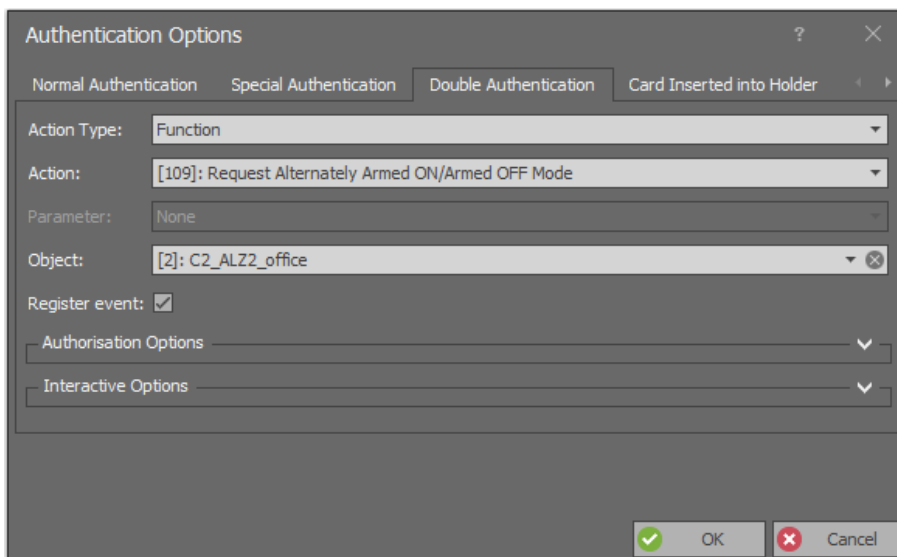 Authentication Options ?
Normal Authentication Special Authentication Double Authentication Card Inserted into Holder
Action Type: Function
Action: [109]: Request Alternately Armed ON/Armed OFF Mode
Parameter: None
Object: [2]: C2_ALZ2_office
Register event:
Authorisation Options
Interactive Options
OK Cancel